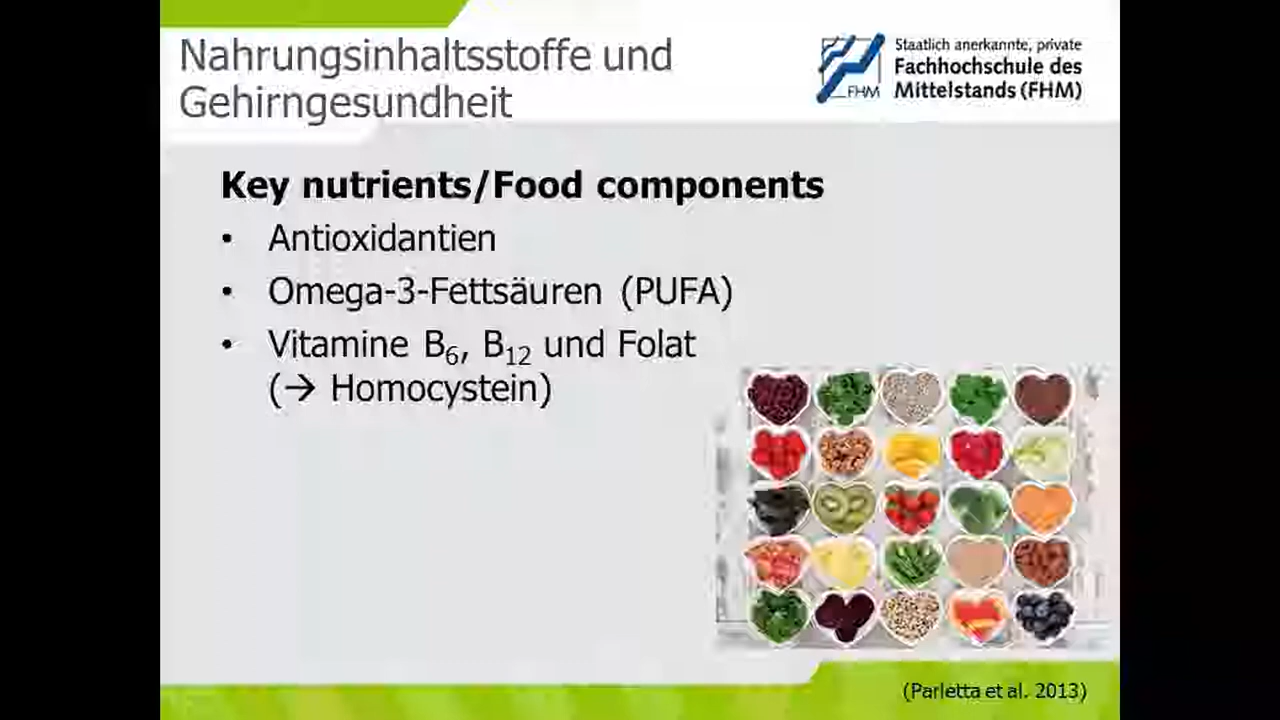 Nahrungsinhaltsstoffe und
Gehirngesundheit
FHM
Staatlich anerkannte, private
Fachhochschule des
Mittelstands (FHM)
Key nutrients/Food components
• Antioxidantien
• Omega-3-Fettsäuren (PUFA)
• Vitamine B₆, B₁₂ und Folat
(→ Homocystein)
(Parletta et al. 2013)